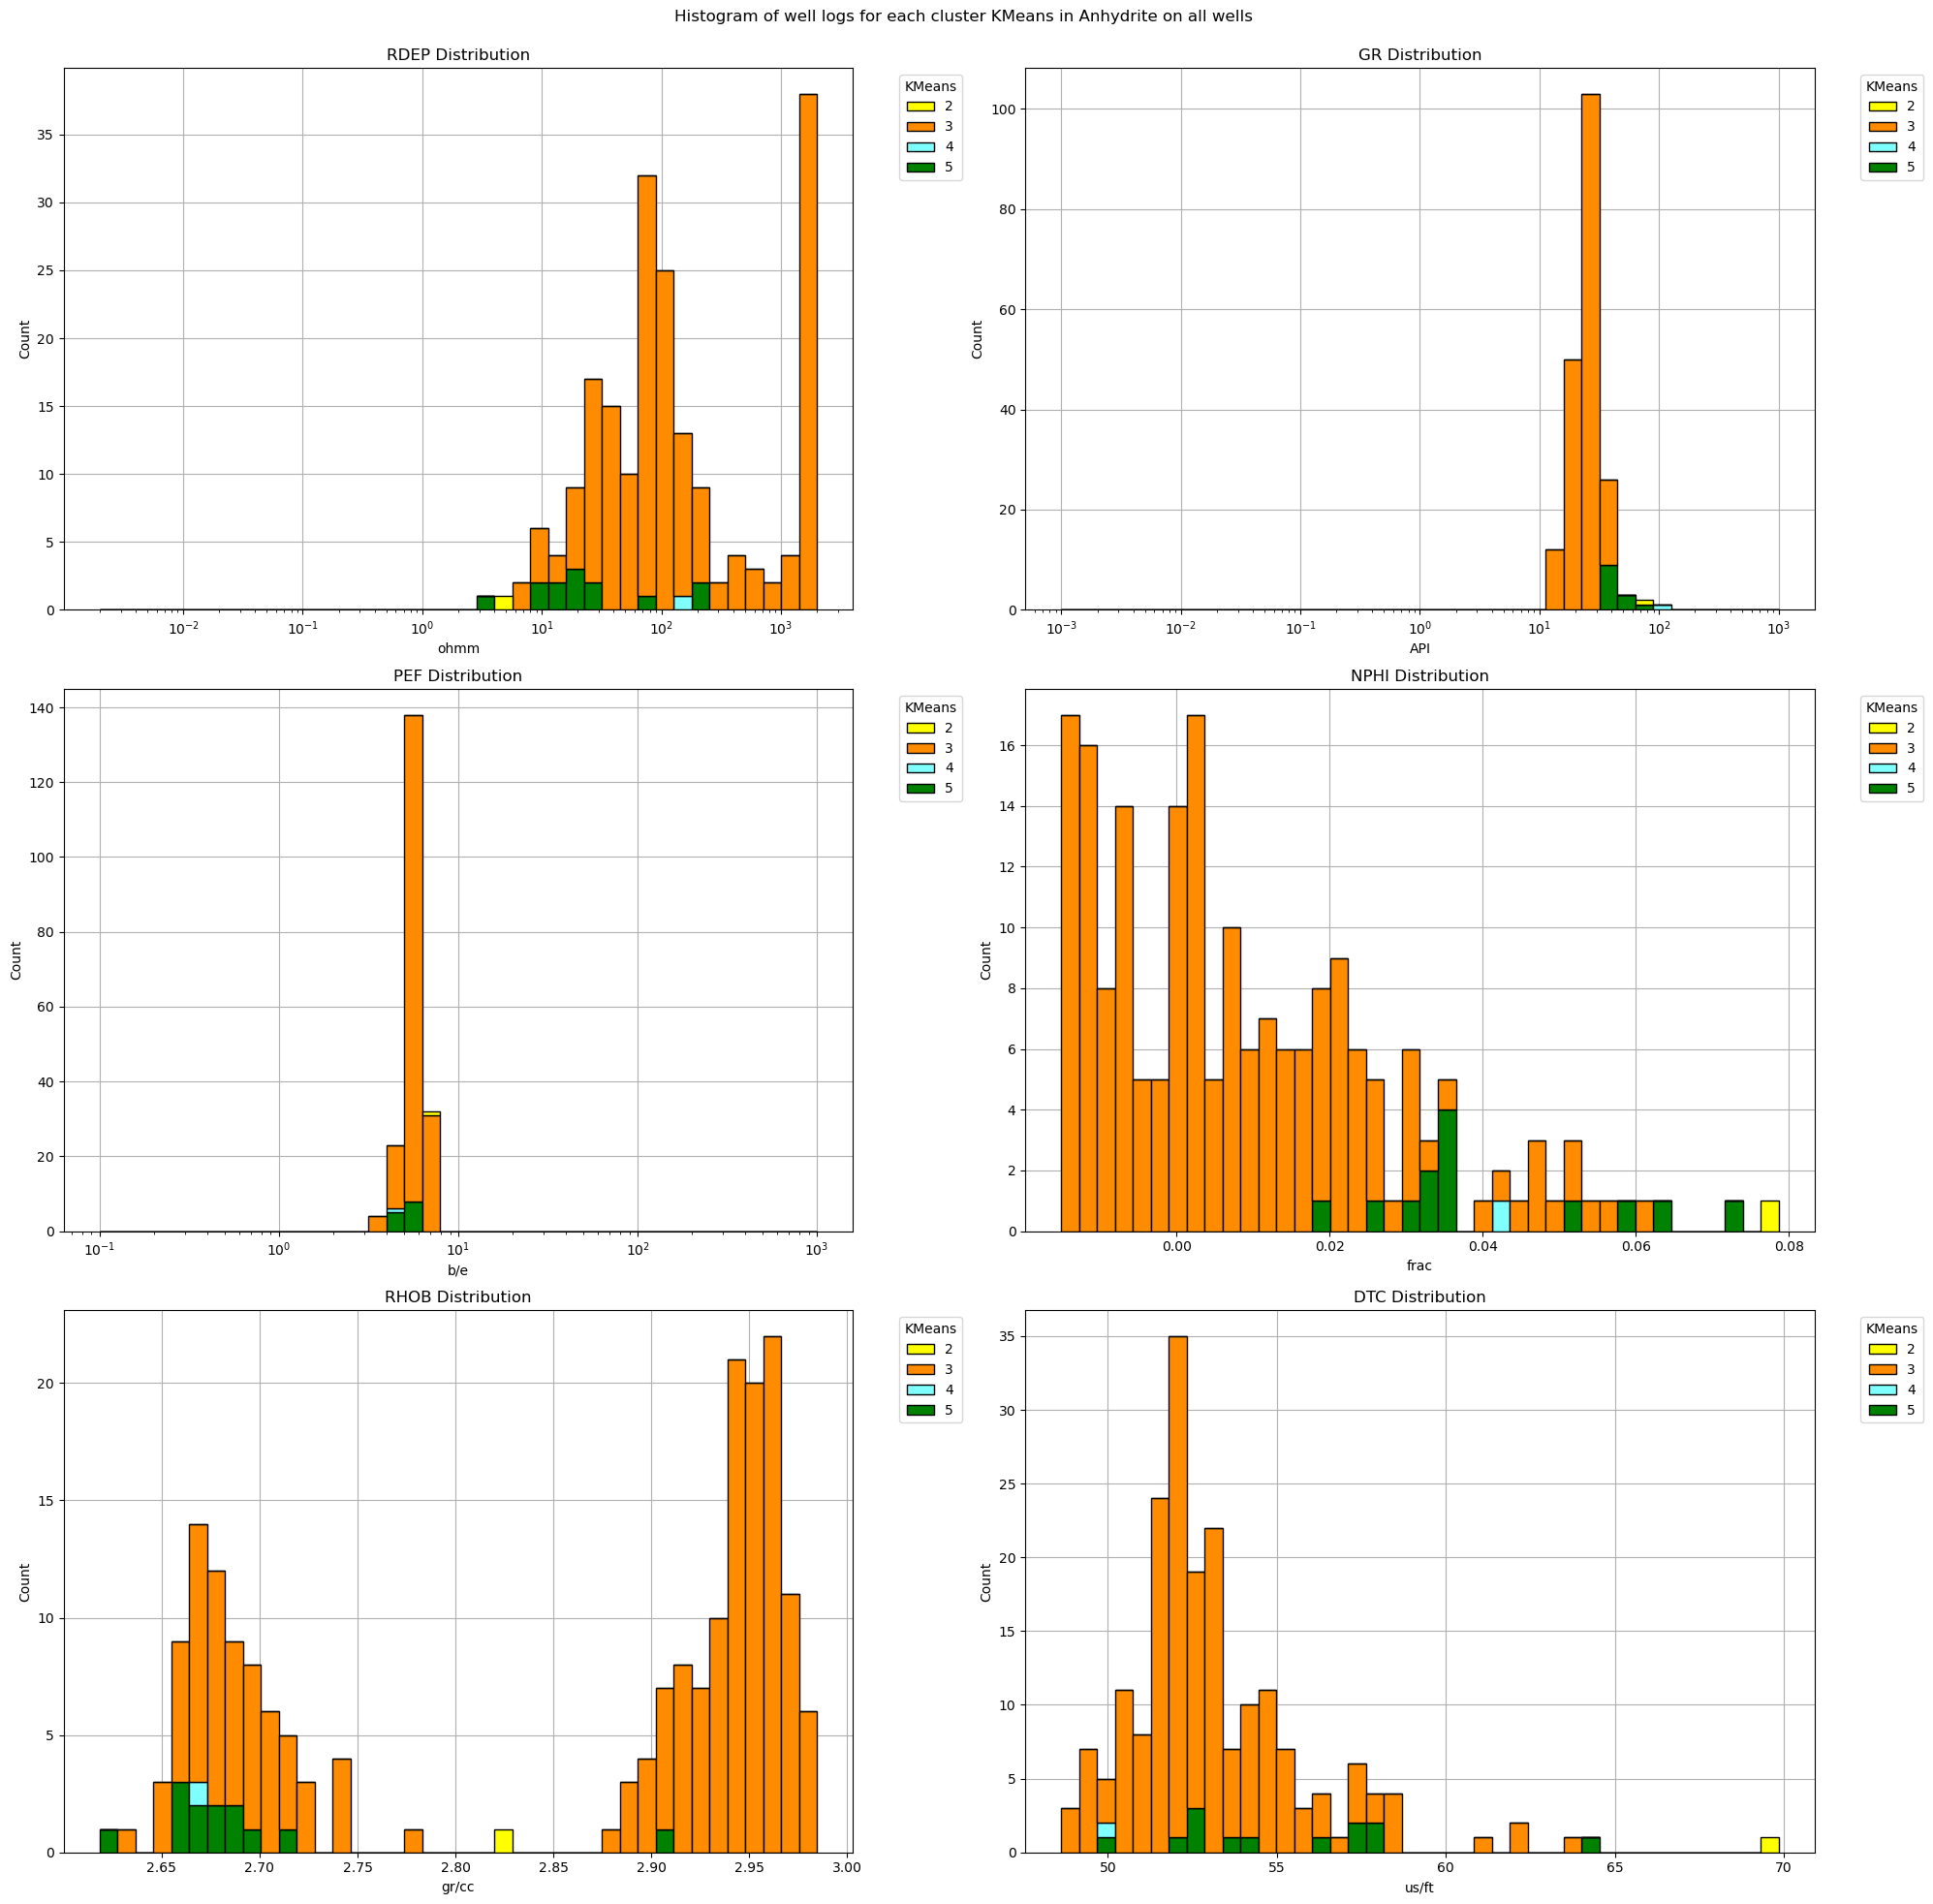 Histogram of well logs for each cluster KMeans in Anhydrite on all wells
RDEP Distribution
Count
35
30
25
20
15
10
5
0
10⁻² 10⁻¹ 10⁰ 10¹ 10² 10³
ohmm
KMeans
2
3
4
5
GR Distribution
Count
100
80
60
40
20
0
10⁻³ 10⁻² 10⁻¹ 10⁰ 10¹ 10² 10³
API
KMeans
2
3
4
5
PEF Distribution
Count
140
120
100
80
60
40
20
0
10⁻¹ 10⁰ 10¹ 10² 10³
b/e
KMeans
2
3
4
5
NPHI Distribution
Count
16
14
12
10
8
6
4
2
0
0.00 0.02 0.04 0.06 0.08
frac
KMeans
2
3
4
5
RHOB Distribution
Count
20
15
10
5
0
2.65 2.70 2.75 2.80 2.85 2.90 2.95 3.00
gr/cc
KMeans
2
3
4
5
DTC Distribution
Count
35
30
25
20
15
10
5
0
50 55 60 65 70
us/ft
KMeans
2
3
4
5